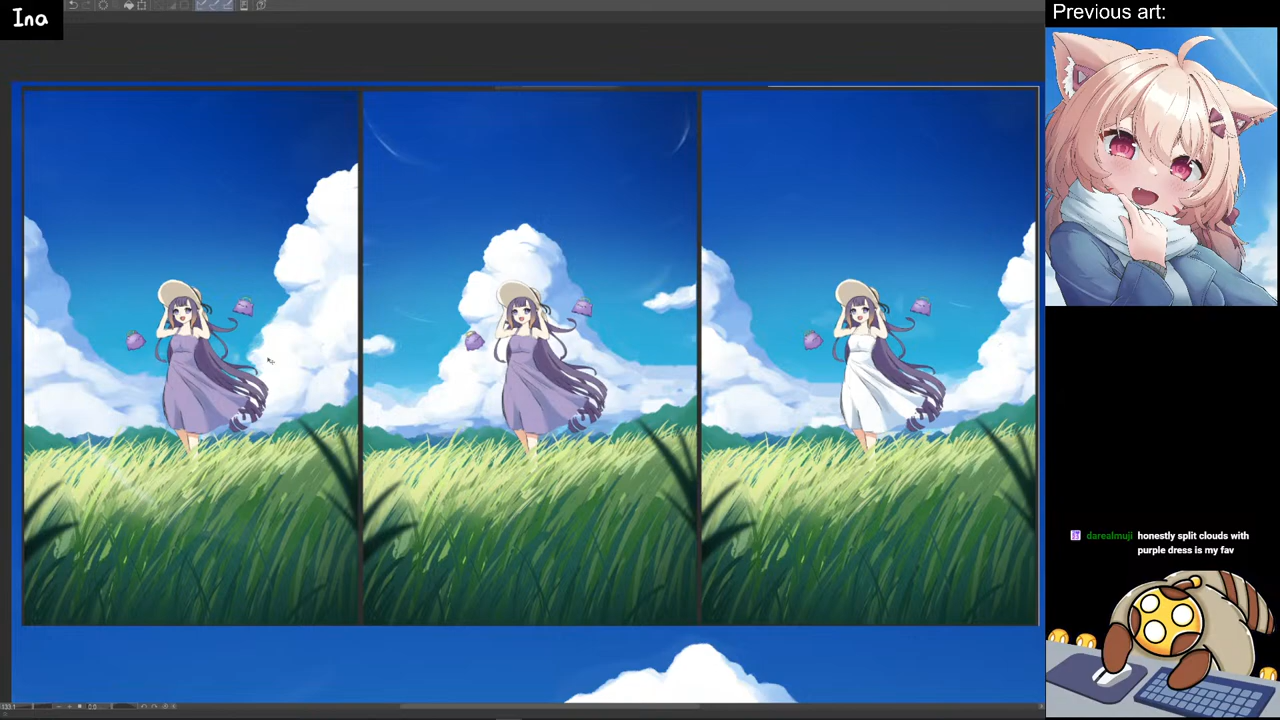 Ina
Previous art:
darealmuji honestly split clouds with
purple dress is my fav